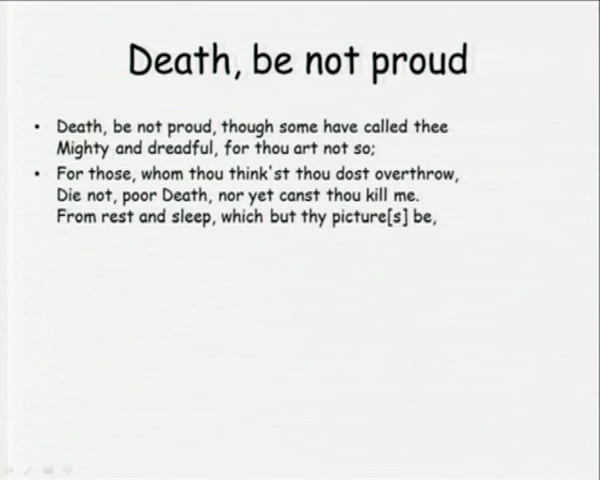 Death, be not proud
• Death, be not proud, though some have called thee
Mighty and dreadful, for thou art not so;
• For those, whom thou think'st thou dost overthrow,
Die not, poor Death, nor yet canst thou kill me.
From rest and sleep, which but thy picture[s] be,